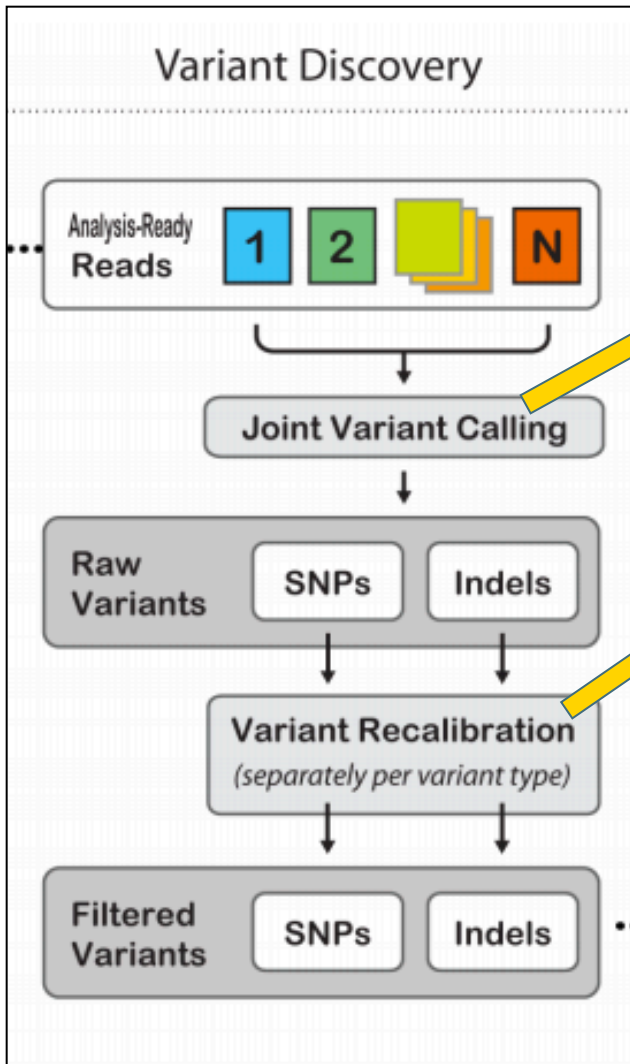 Variant Discovery
Analysis-Ready
Reads
1 2 N
Joint Variant Calling
Raw
Variants
SNPs Indels
Variant Recalibration
(separately per variant type)
Filtered
Variants
SNPs Indels